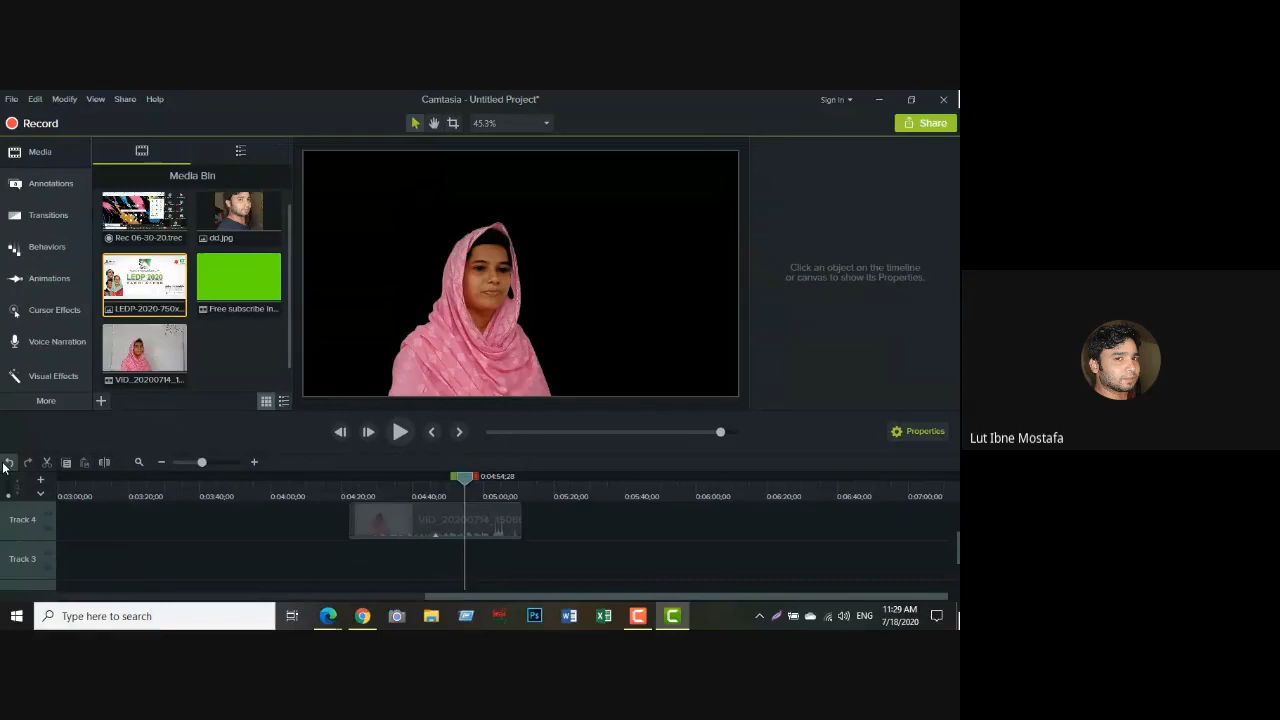 File Edit Modify View Share Help
Camtasia - Untitled Project*
Sign In
Record
45.3%
Share
Media
Annotations
Transitions
Behaviors
Animations
Cursor Effects
Voice Narration
Visual Effects
More
Media Bin
Rec 06-30-20.trec
dd.jpg
LEDP 2020
LEDP-2020-750x...
Free subscribe in...
VID_20200714_1...
Click an object on the timeline
or canvas to show its Properties.
Properties
0:04:54;28
0:03:00;00 0:03:20;00 0:03:40;00 0:04:00;00 0:04:20;00 0:04:40;00 0:05:00;00 0:05:20;00 0:05:40;00 0:06:00;00 0:06:20;00 0:06:40;00 0:07:00;00
Track 4
Track 3
Type here to search
Ps
ENG
11:29 AM
7/18/2020
Lut Ibne Mostafa